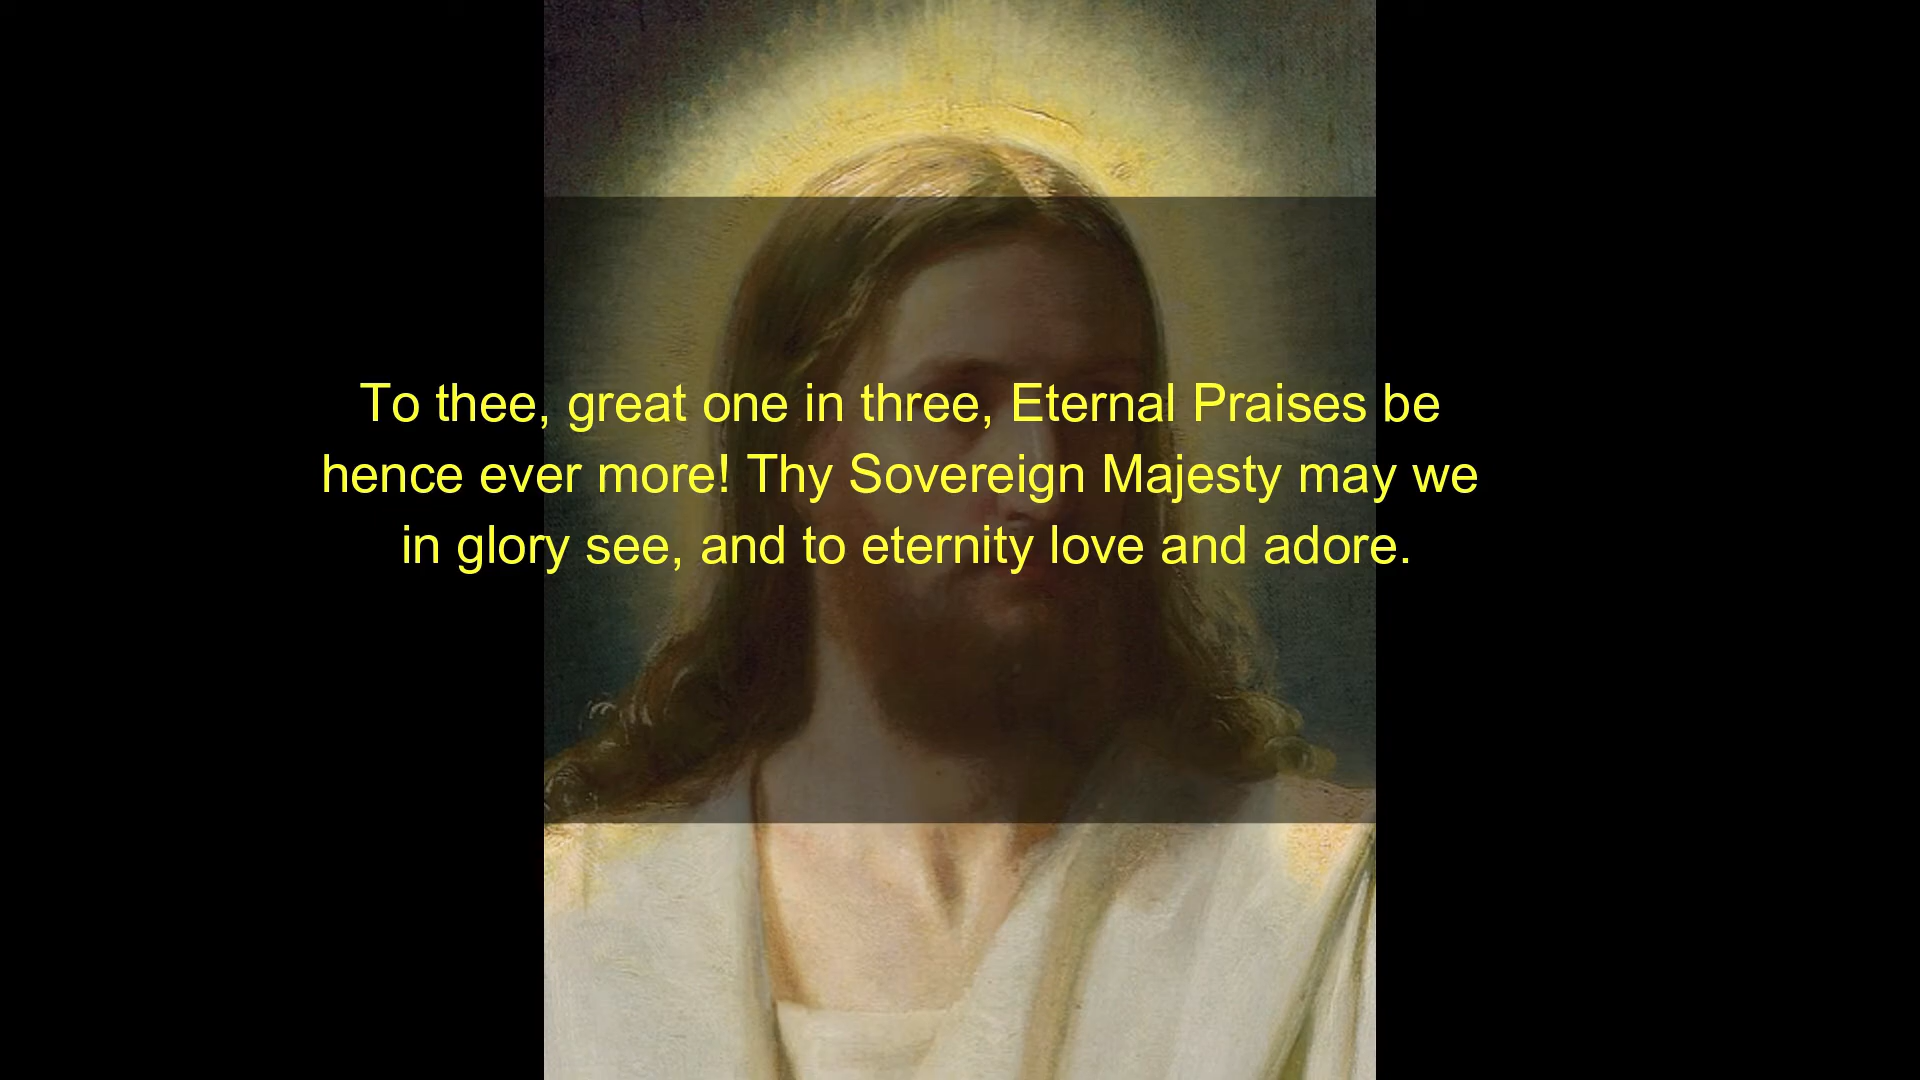 To thee, great one in three, Eternal Praises be
hence ever more! Thy Sovereign Majesty may we
in glory see, and to eternity love and adore.